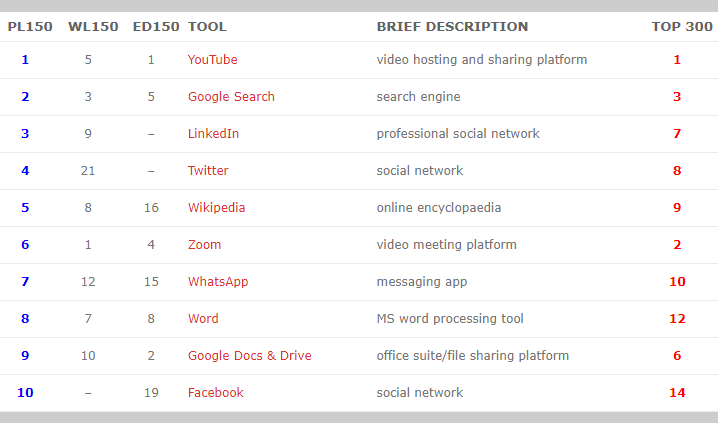 PL150 WL150 ED150 TOOL BRIEF DESCRIPTION TOP 300
1 5 1 YouTube video hosting and sharing platform 1
2 3 5 Google Search search engine 3
3 9 – LinkedIn professional social network 7
4 21 – Twitter social network 8
5 8 16 Wikipedia online encyclopaedia 9
6 1 4 Zoom video meeting platform 2
7 12 15 WhatsApp messaging app 10
8 7 8 Word MS word processing tool 12
9 10 2 Google Docs & Drive office suite/file sharing platform 6
10 – 19 Facebook social network 14